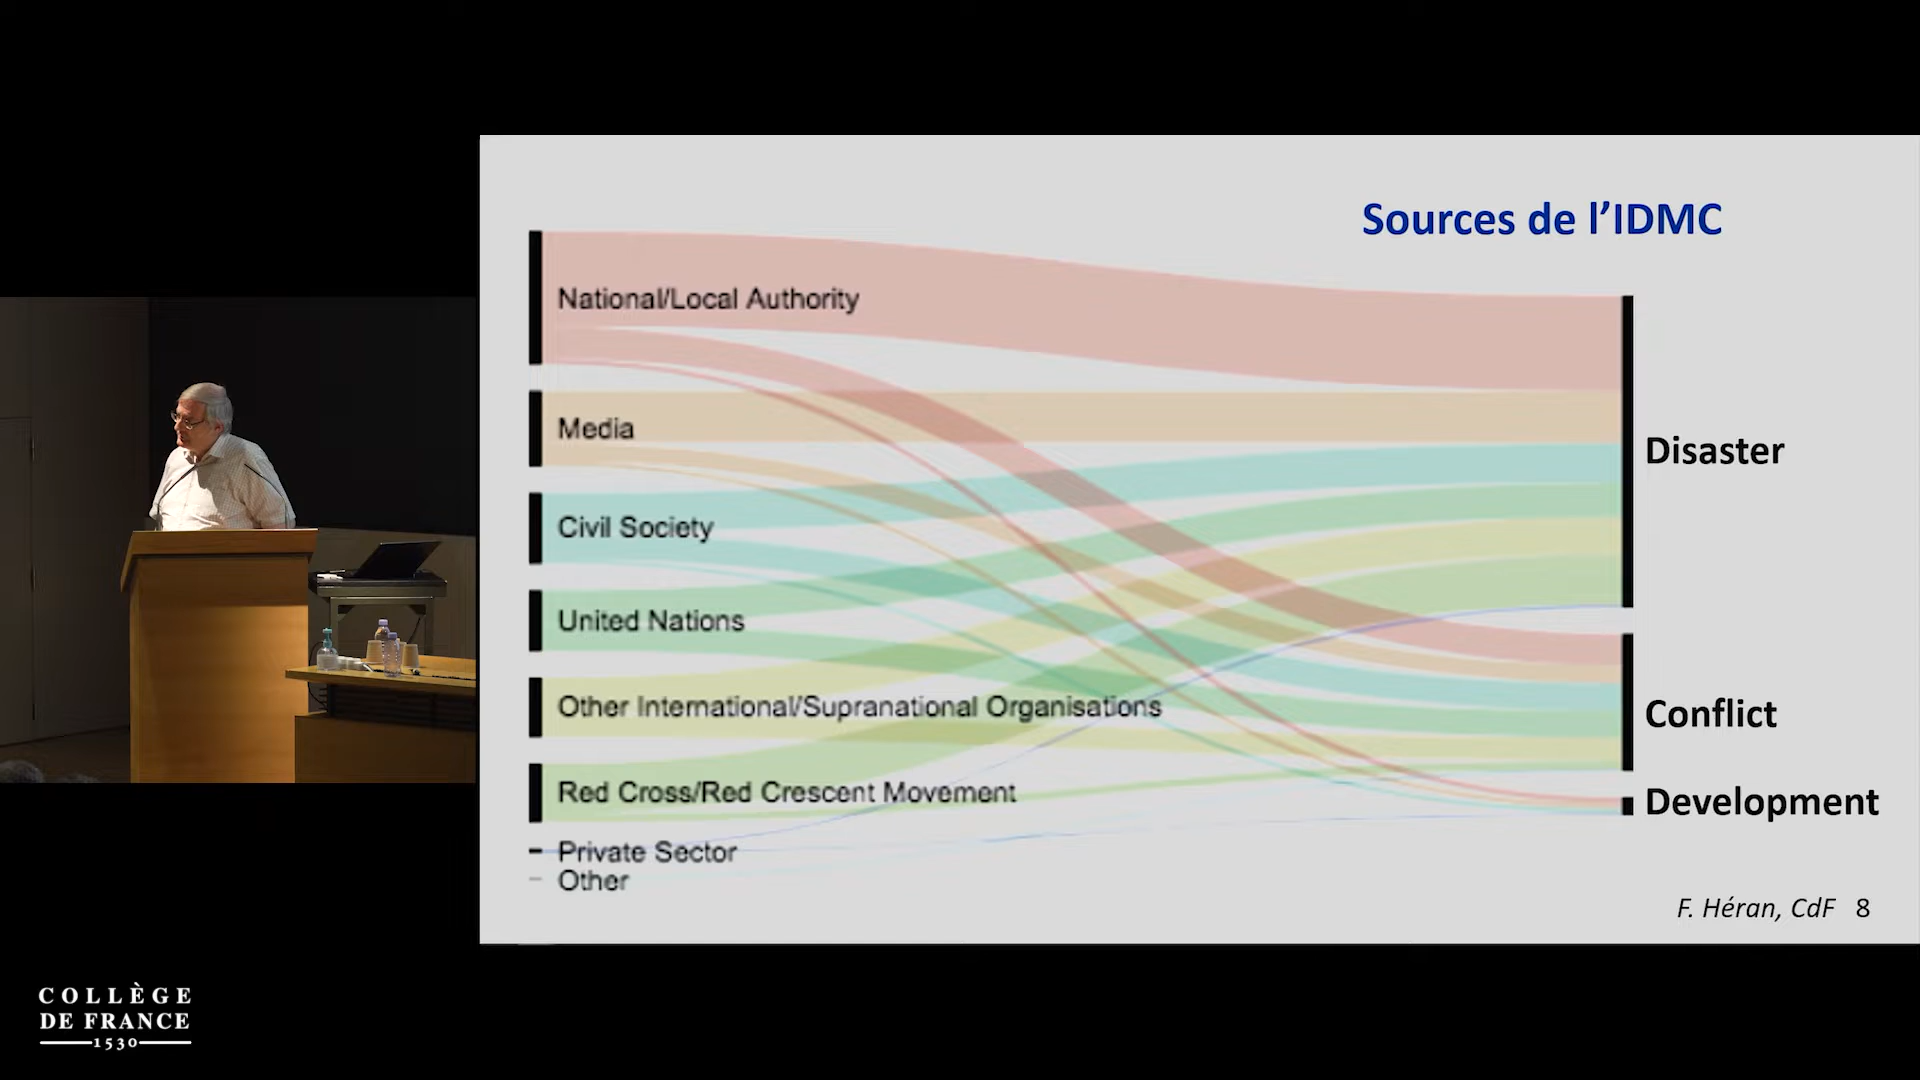 Sources de l’IDMC
National/Local Authority
Media
Civil Society
United Nations
Other International/Supranational Organisations
Red Cross/Red Crescent Movement
Private Sector
Other
Disaster
Conflict
Development
F. Héran, CdF 8
COLLÈGE
DE FRANCE
1530